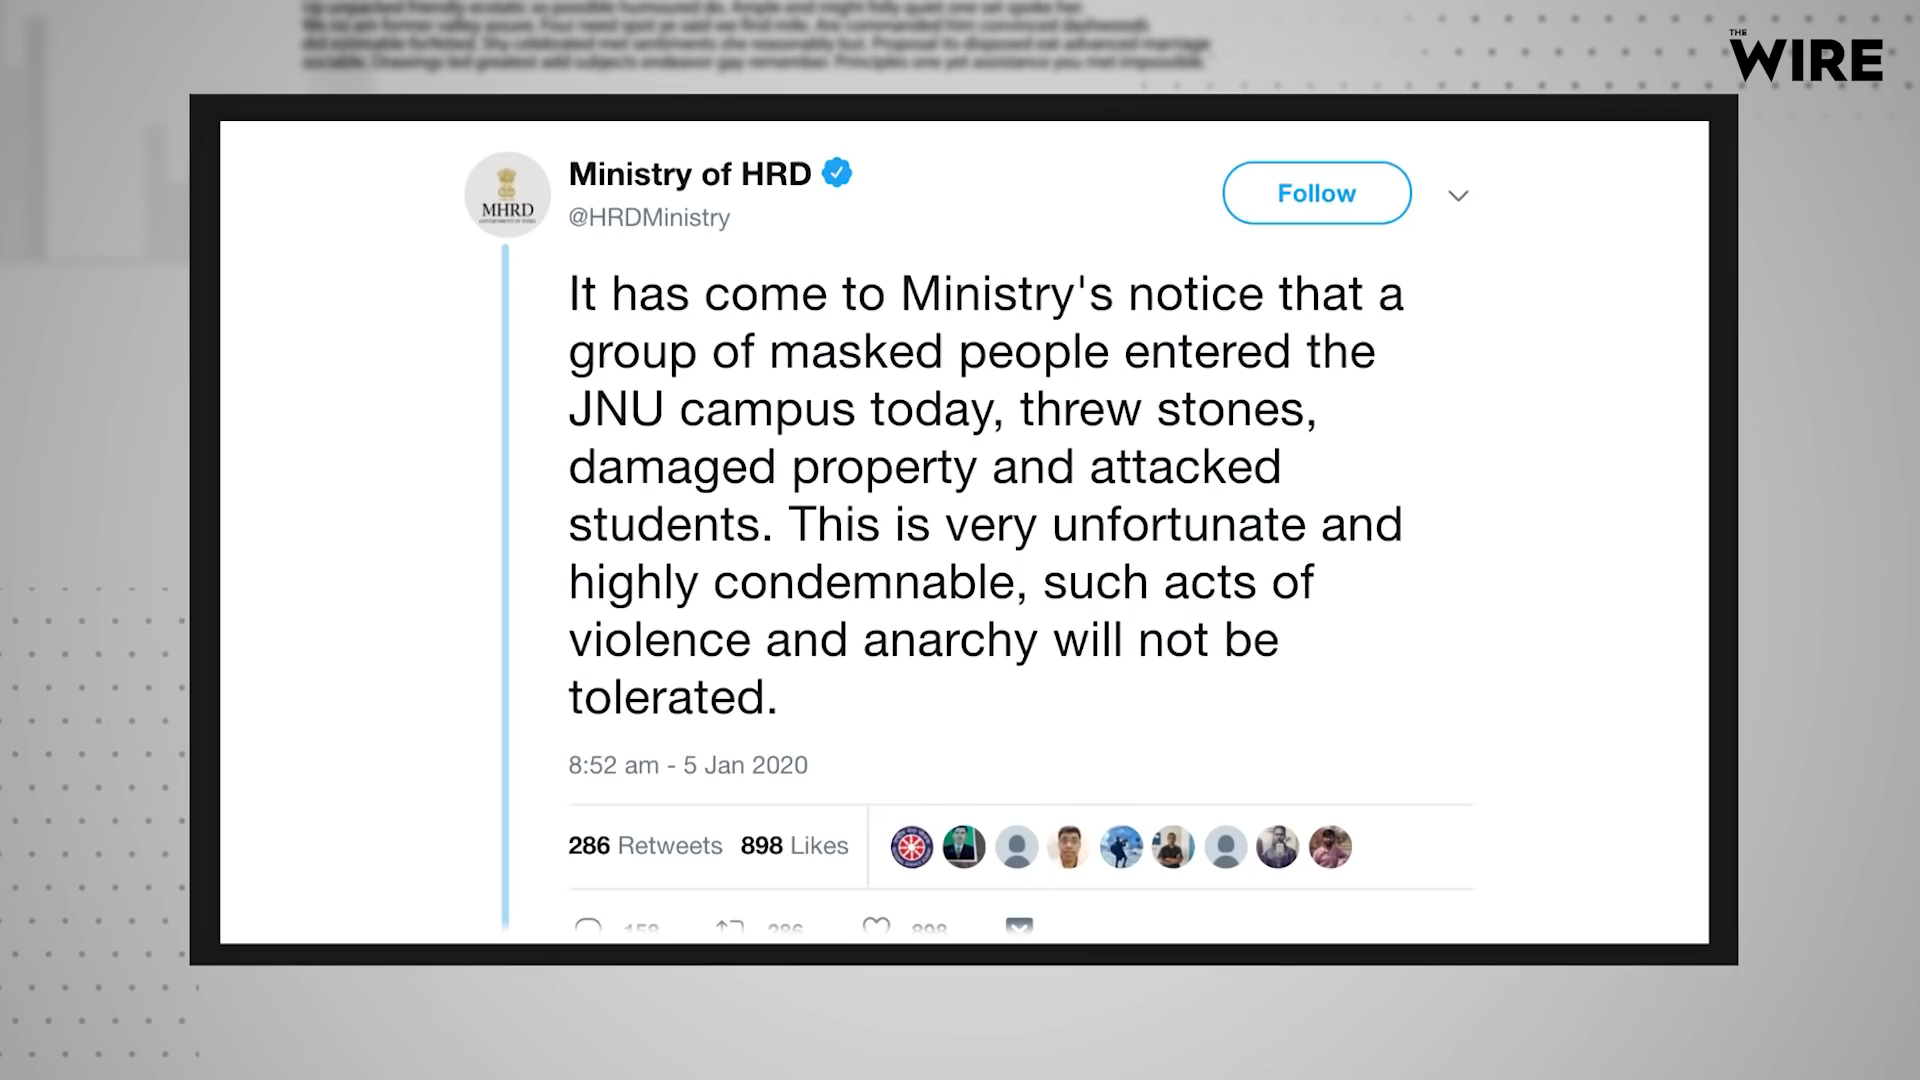 THE
WIRE
Ministry of HRD
@HRDMinistry
Follow
MHRD
It has come to Ministry's notice that a
group of masked people entered the
JNU campus today, threw stones,
damaged property and attacked
students. This is very unfortunate and
highly condemnable, such acts of
violence and anarchy will not be
tolerated.
8:52 am - 5 Jan 2020
286 Retweets 898 Likes
158 286 898